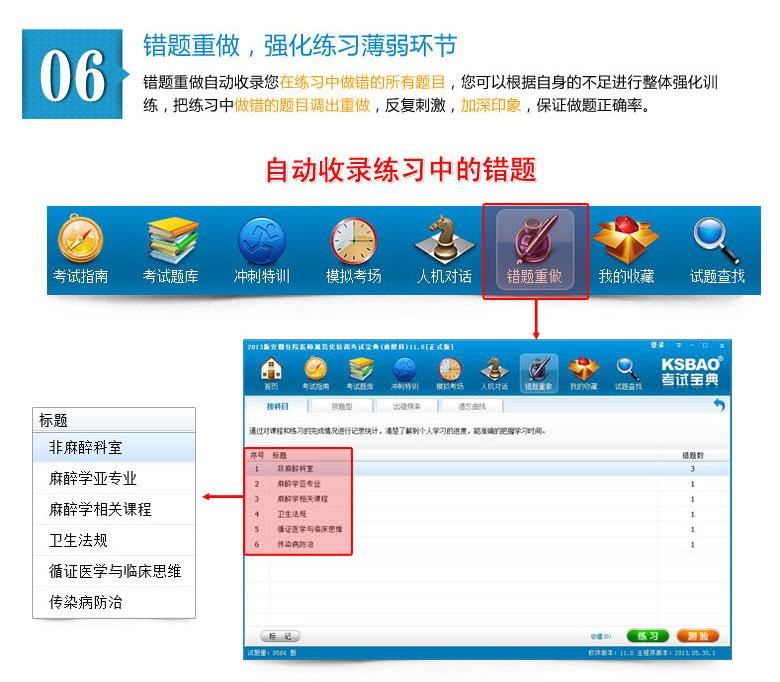 06
错题重做，强化练习薄弱环节
错题重做自动收录您在练习中做错的所有题目，您可以根据自身的不足进行整体强化训
练，把练习中做错的题目调出重做，反复刺激，加深印象，保证做题正确率。
自动收录练习中的错题
考试指南 考试题库 冲刺特训 模拟考场 人机对话 错题重做 我的收藏 试题查找
2013版安徽住院医师规范化培训考试宝典(麻醉科)11.0[正式版] 登录
首页 考试指南 考试题库 冲刺特训 模拟考场 人机对话 错题重做 我的收藏 试题查找 KSBAO® 考试宝典
按科目 按题型 出错频率 遗忘曲线
通过对课程和练习的完成情况进行记录统计，清楚了解到个人学习的进度，能准确的把握学习时间。
序号 标题 错题数
1 非麻醉科室 3
2 麻醉学亚专业 1
3 麻醉学相关课程 1
4 卫生法规 1
5 循证医学与临床思维 1
6 传染病防治 1
标题
非麻醉科室
麻醉学亚专业
麻醉学相关课程
卫生法规
循证医学与临床思维
传染病防治
标 记 练 习 测 验
试题量: 9564 题 软件版本: 11.0 主程序版本: 2013.05.30.1